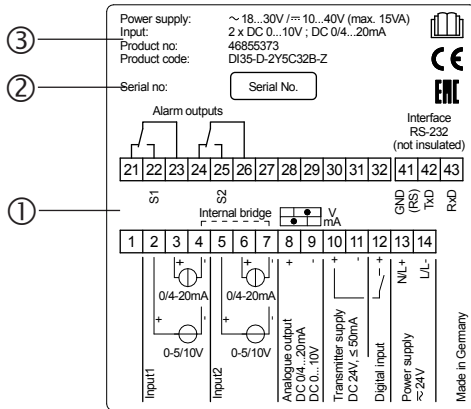 ③
Power supply: ~ 18...30V / ⎓ 10...40V (max. 15VA)
Input: 2 x DC 0...10V ; DC 0/4...20mA
Product no: 46855373
Product code: DI35-D-2Y5C32B-Z
②
Serial no: Serial No.
CE
EAC
Alarm outputs
Interface
RS-232
(not insulated)
21 22 23 24 25 26 27 28 29 30 31 32 41 42 43
S1 S2 GND (RS) TxD RxD
①
Internal bridge V
mA
1 2 3 4 5 6 7 8 9 10 11 12 13 14
+ - + - + - + - - + N/L+ L/L-
0/4-20mA 0/4-20mA
+ - + -
0-5/10V 0-5/10V
Input1
Input2
Analogue output
DC 0/4...20mA
DC 0...10V
Transmitter supply
DC 24V, ≤ 50mA
Digital input
Power supply
≂ 24V
Made in Germany